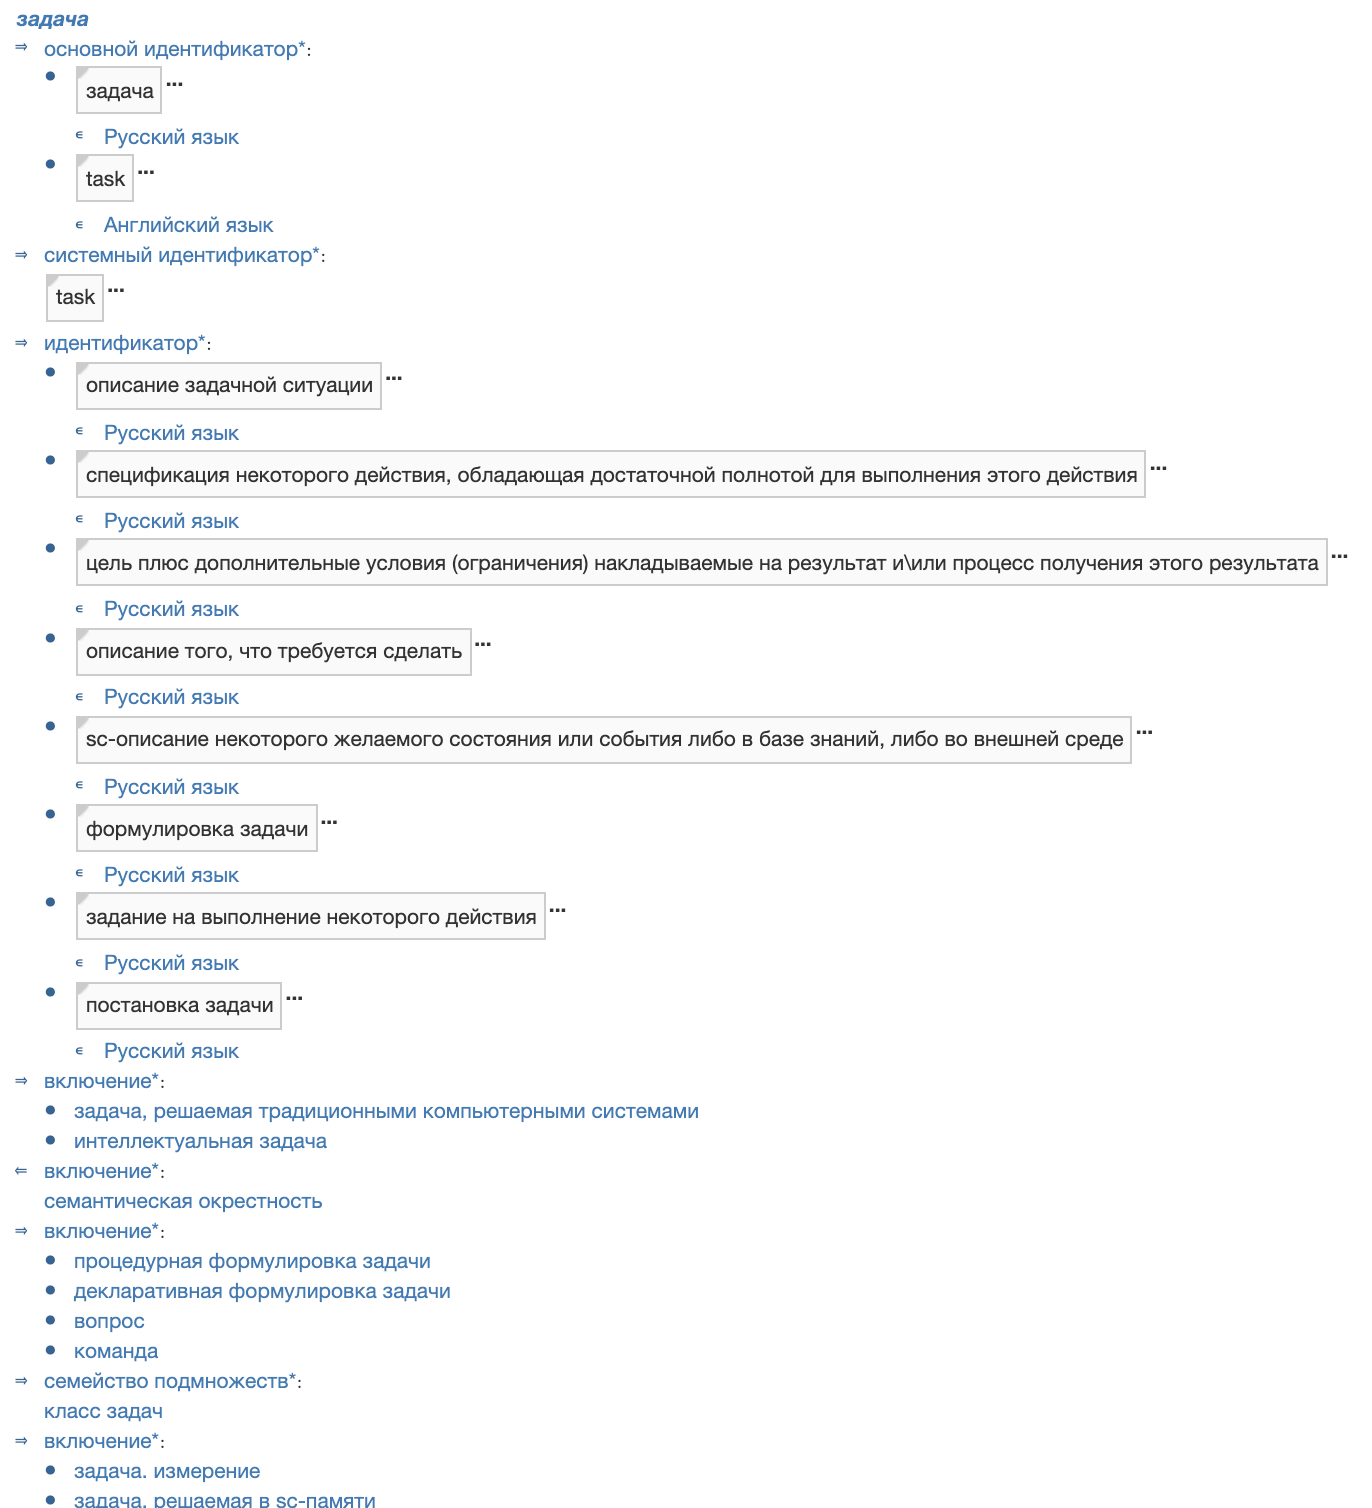 задача
⇒ основной идентификатор*:
• задача ...
∊ Русский язык
• task ...
∊ Английский язык
⇒ системный идентификатор*:
task ...
⇒ идентификатор*:
• описание задачной ситуации ...
∊ Русский язык
• спецификация некоторого действия, обладающая достаточной полнотой для выполнения этого действия ...
∊ Русский язык
• цель плюс дополнительные условия (ограничения) накладываемые на результат и\или процесс получения этого результата ...
∊ Русский язык
• описание того, что требуется сделать ...
∊ Русский язык
• sc-описание некоторого желаемого состояния или события либо в базе знаний, либо во внешней среде ...
∊ Русский язык
• формулировка задачи ...
∊ Русский язык
• задание на выполнение некоторого действия ...
∊ Русский язык
• постановка задачи ...
∊ Русский язык
⇒ включение*:
• задача, решаемая традиционными компьютерными системами
• интеллектуальная задача
⇐ включение*:
семантическая окрестность
⇒ включение*:
• процедурная формулировка задачи
• декларативная формулировка задачи
• вопрос
• команда
⇒ семейство подмножеств*:
класс задач
⇒ включение*:
• задача. измерение
• задача, решаемая в sc-памяти